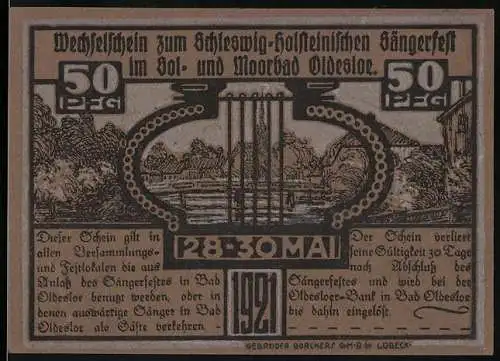 Wechselschein zum Schleswig-Holsteinischen Sängerfest
im Sol- und Moorbad Oldesloe.
50
PFG
50
PFG
28-30 MAI
1921
Dieser Schein gilt in
allen Versammlungs-
und Festlokalen die aus
Anlaß des Sängerfestes in Bad
Oldesloe benutzt werden, oder in
denen auswärtige Sänger in Bad
Oldesloe als Gäste verkehren -
Der Schein verliert
seine Gültigkeit 30 Tage
nach Abschluß des
Sängerfestes und wird bei der
Oldesloer-Bank in Bad Oldesloe
bis dahin eingelöst.
GEBRÜDER BORCHERS G·M·B·H LÜBECK